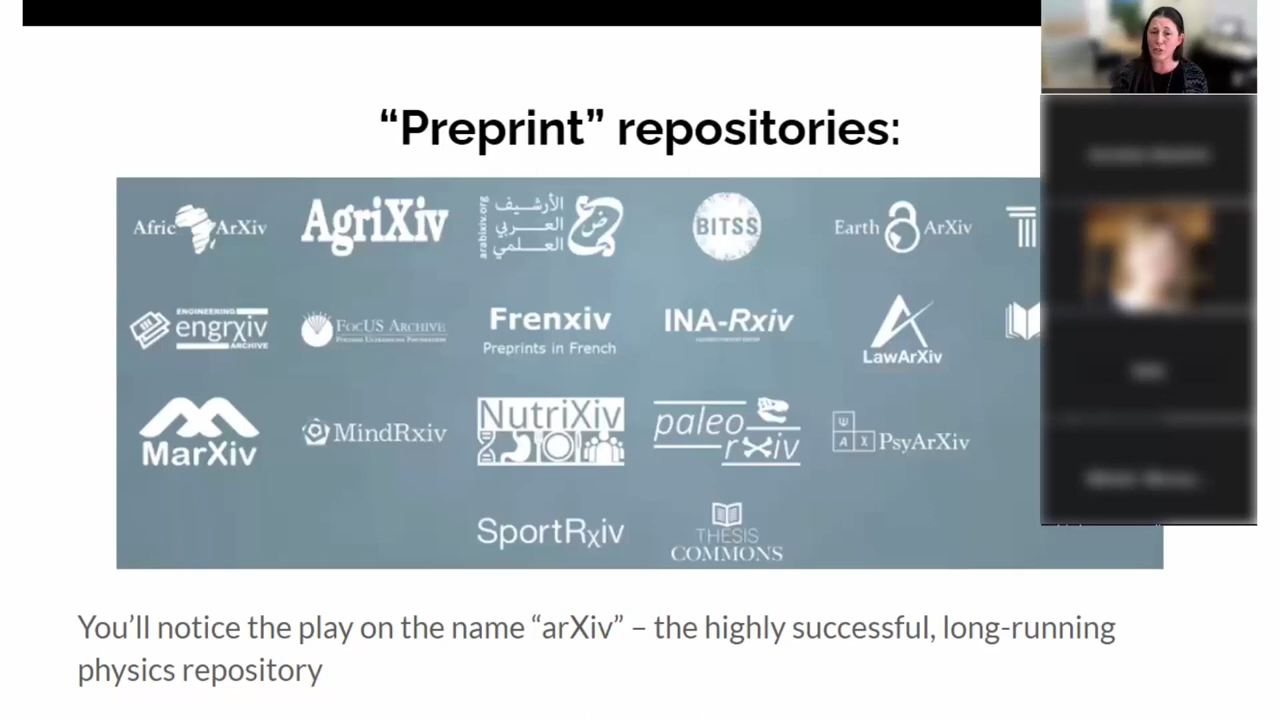 “Preprint” repositories:
Afric ArXiv
AgriXiv
arabixiv.org
الأرشيف
العربي
العلمي
BITSS
Earth ArXiv
ENGINEERING
engrxiv
ARCHIVE
FOCUS ARCHIVE
Frenxiv
Preprints in French
INA-Rxiv
LawArXiv
MarXiv
MindRxiv
NutriXiv
paleo
rxiv
Ψ
A X PsyArXiv
SportRxiv
THESIS
COMMONS
You’ll notice the play on the name “arXiv” – the highly successful, long-running
physics repository